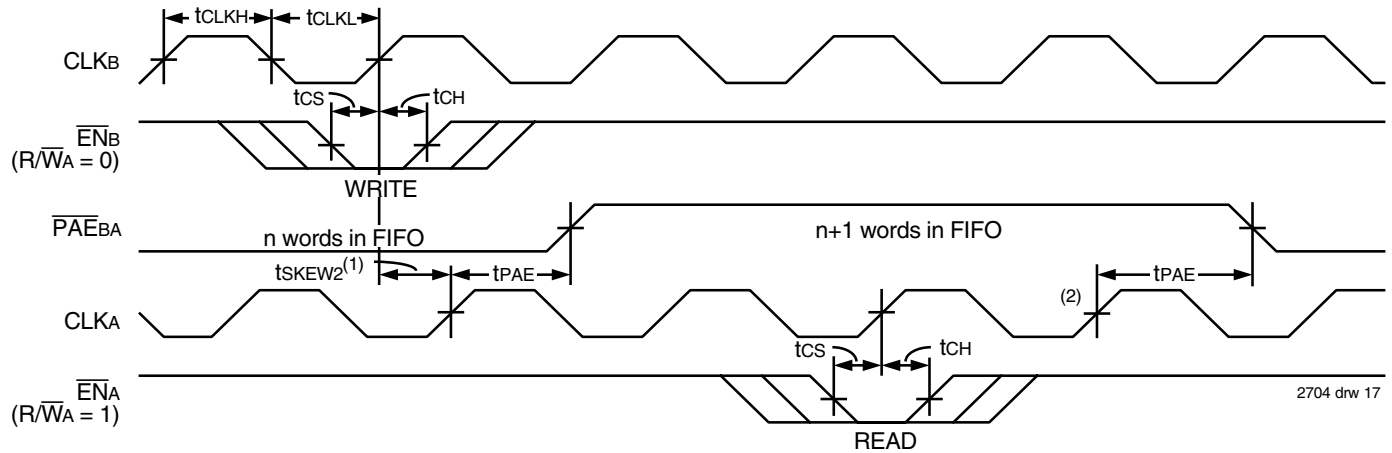 tCLKH tCLKL
CLKB
tCS tCH
ENB
(R/WA = 0)
WRITE
PAEBA
n words in FIFO n+1 words in FIFO
tSKEW2(1) tPAE (2) tPAE
CLKA
tCS tCH
ENA
(R/WA = 1)
2704 drw 17
READ